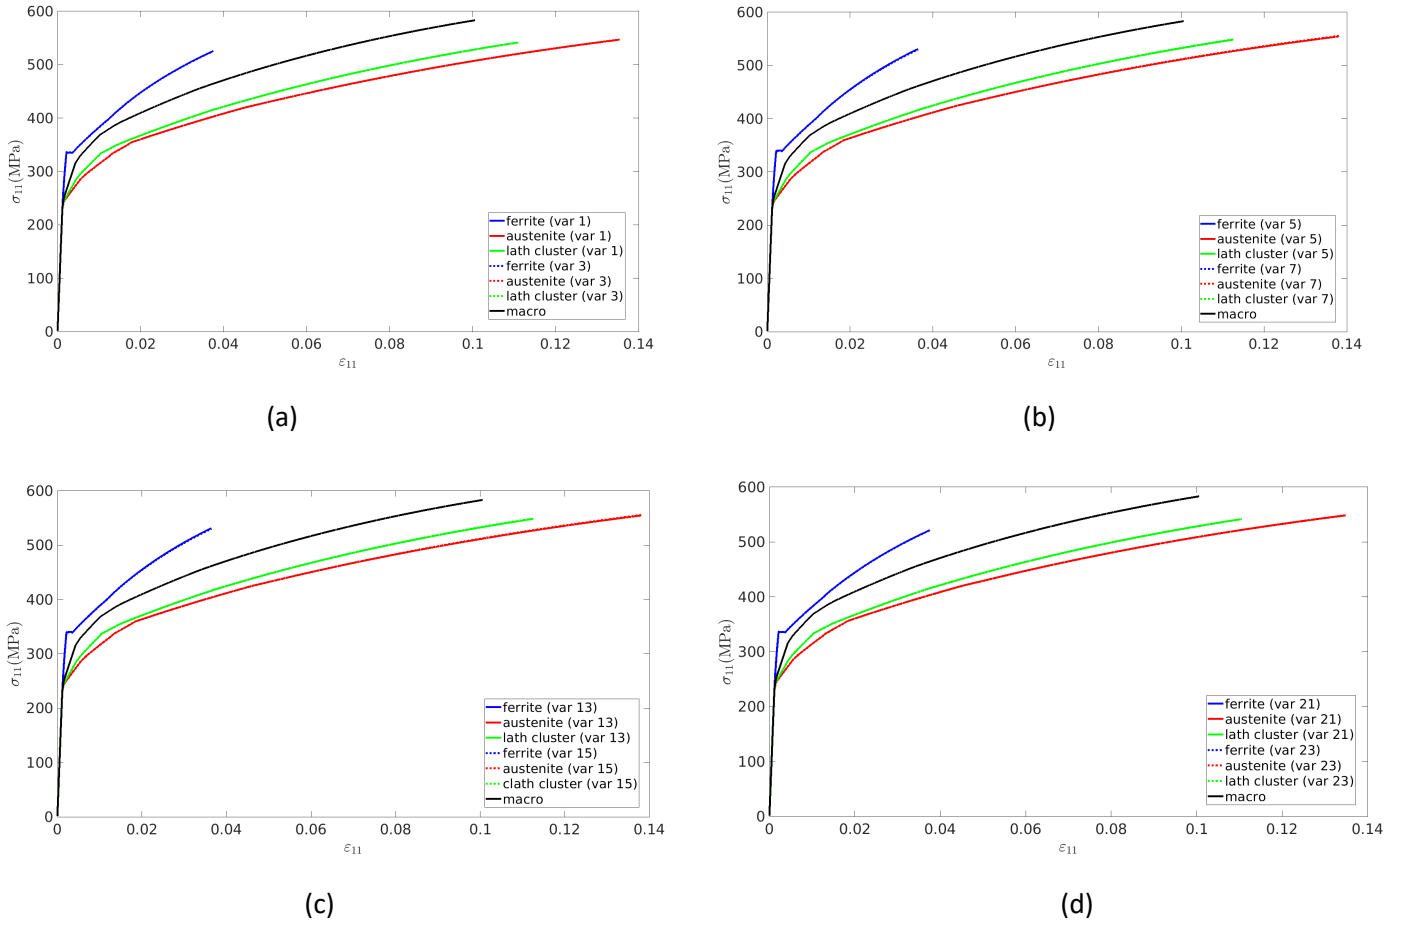 600
500
400
300
200
100
0
σ₁₁(MPa)
ferrite (var 1)
austenite (var 1)
lath cluster (var 1)
ferrite (var 3)
austenite (var 3)
lath cluster (var 3)
macro
0 0.02 0.04 0.06 0.08 0.1 0.12 0.14
ε₁₁
(a)
600
500
400
300
200
100
0
σ₁₁(MPa)
ferrite (var 5)
austenite (var 5)
lath cluster (var 5)
ferrite (var 7)
austenite (var 7)
lath cluster (var 7)
macro
0 0.02 0.04 0.06 0.08 0.1 0.12 0.14
ε₁₁
(b)
600
500
400
300
200
100
0
σ₁₁(MPa)
ferrite (var 13)
austenite (var 13)
lath cluster (var 13)
ferrite (var 15)
austenite (var 15)
clath cluster (var 15)
macro
0 0.02 0.04 0.06 0.08 0.1 0.12 0.14
ε₁₁
(c)
600
500
400
300
200
100
0
σ₁₁(MPa)
ferrite (var 21)
austenite (var 21)
lath cluster (var 21)
ferrite (var 23)
austenite (var 23)
lath cluster (var 23)
macro
0 0.02 0.04 0.06 0.08 0.1 0.12 0.14
ε₁₁
(d)